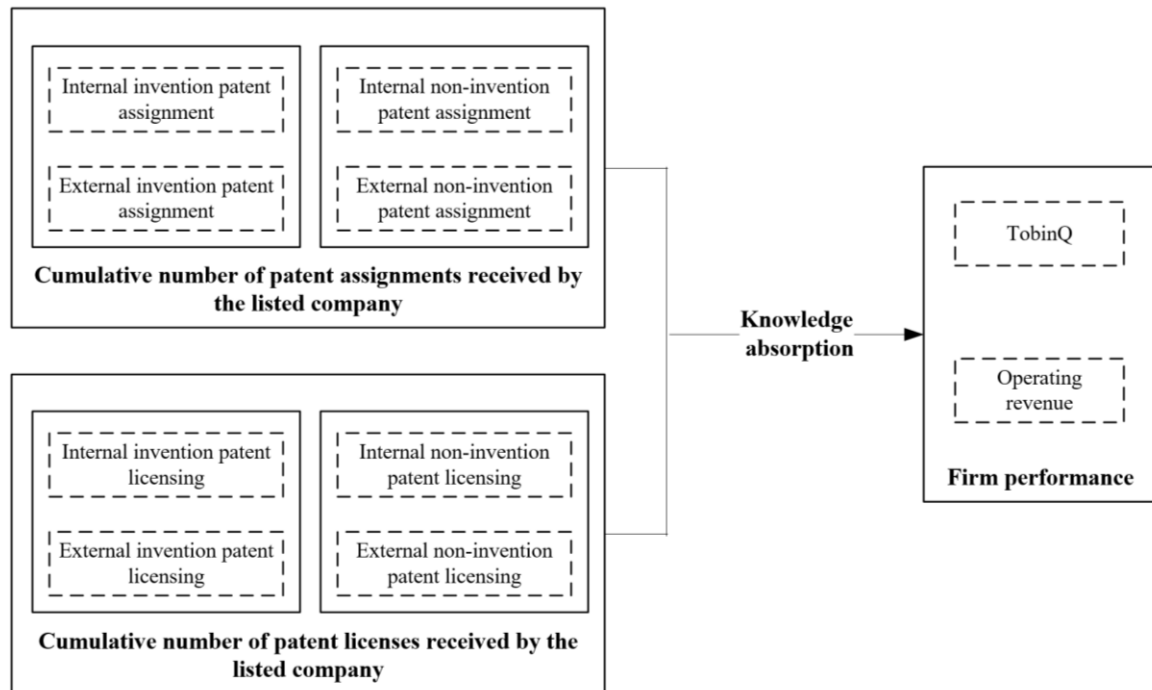 Internal invention patent
assignment
Internal non-invention
patent assignment
External invention patent
assignment
External non-invention
patent assignment
Cumulative number of patent assignments received by
the listed company
Internal invention patent
licensing
Internal non-invention
patent licensing
External invention patent
licensing
External non-invention
patent licensing
Cumulative number of patent licenses received by the
listed company
Knowledge
absorption
TobinQ
Operating
revenue
Firm performance